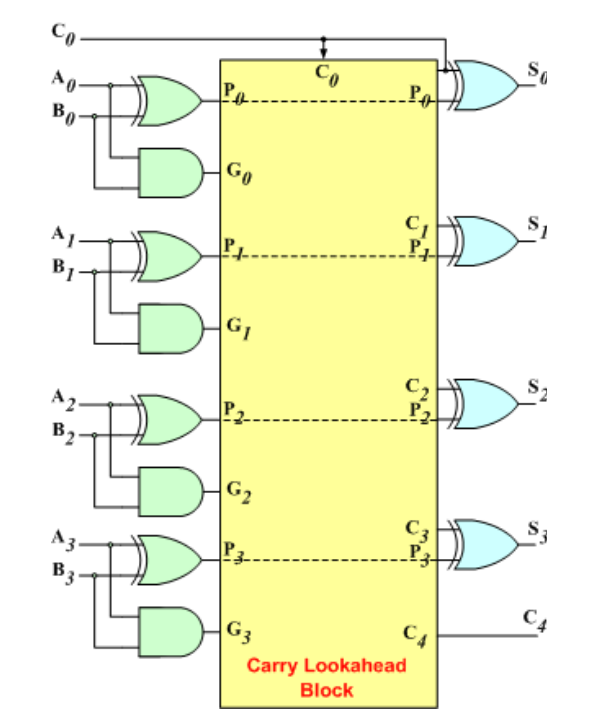 C0
A0
B0
C0
P0
P0
S0
G0
A1
B1
P1
C1
P1
S1
G1
A2
B2
P2
C2
P2
S2
G2
A3
B3
P3
C3
P3
S3
G3
C4
C4
Carry Lookahead
Block